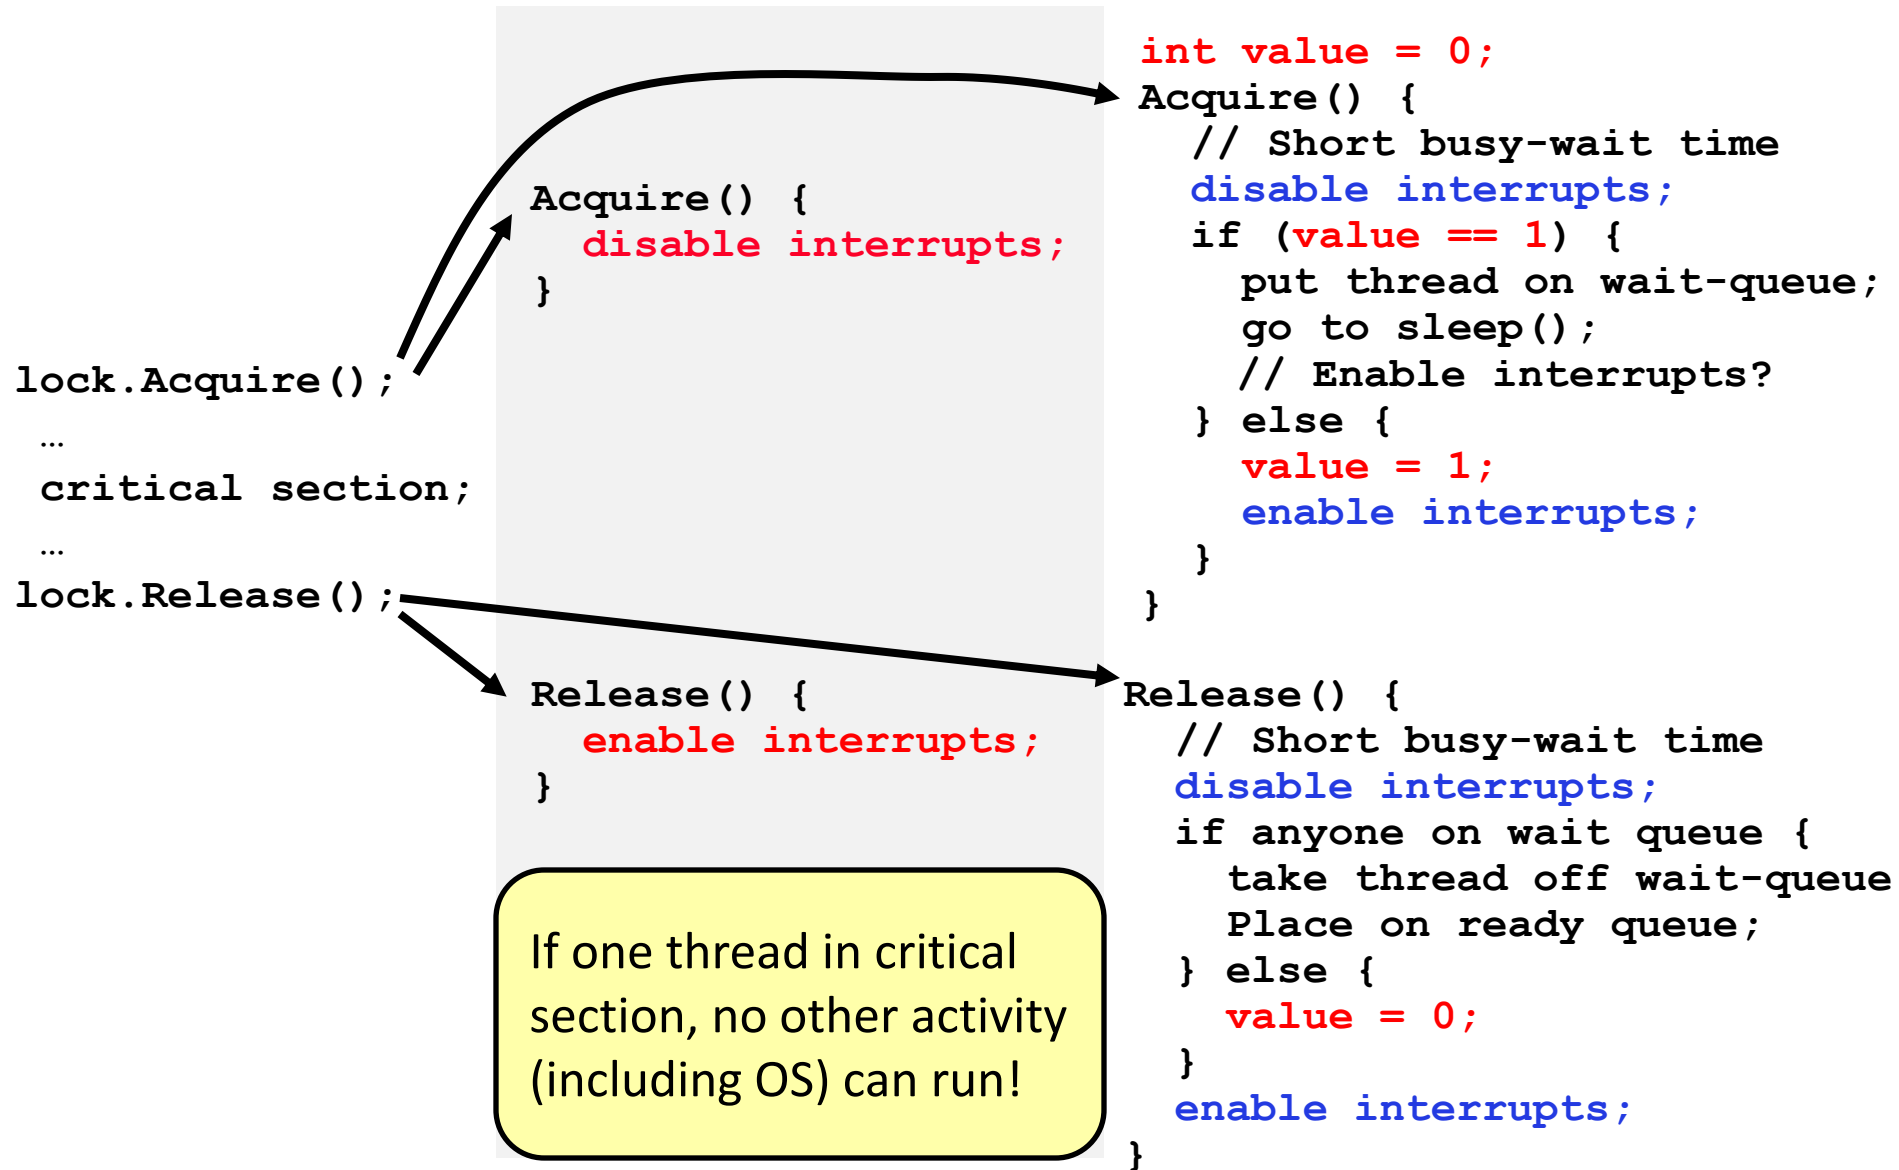 lock.Acquire();
…
critical section;
…
lock.Release();
Acquire() {
disable interrupts;
}
Release() {
enable interrupts;
}
If one thread in critical
section, no other activity
(including OS) can run!
int value = 0;
Acquire() {
// Short busy-wait time
disable interrupts;
if (value == 1) {
put thread on wait-queue;
go to sleep();
// Enable interrupts?
} else {
value = 1;
enable interrupts;
}
}
Release() {
// Short busy-wait time
disable interrupts;
if anyone on wait queue {
take thread off wait-queue
Place on ready queue;
} else {
value = 0;
}
enable interrupts;
}